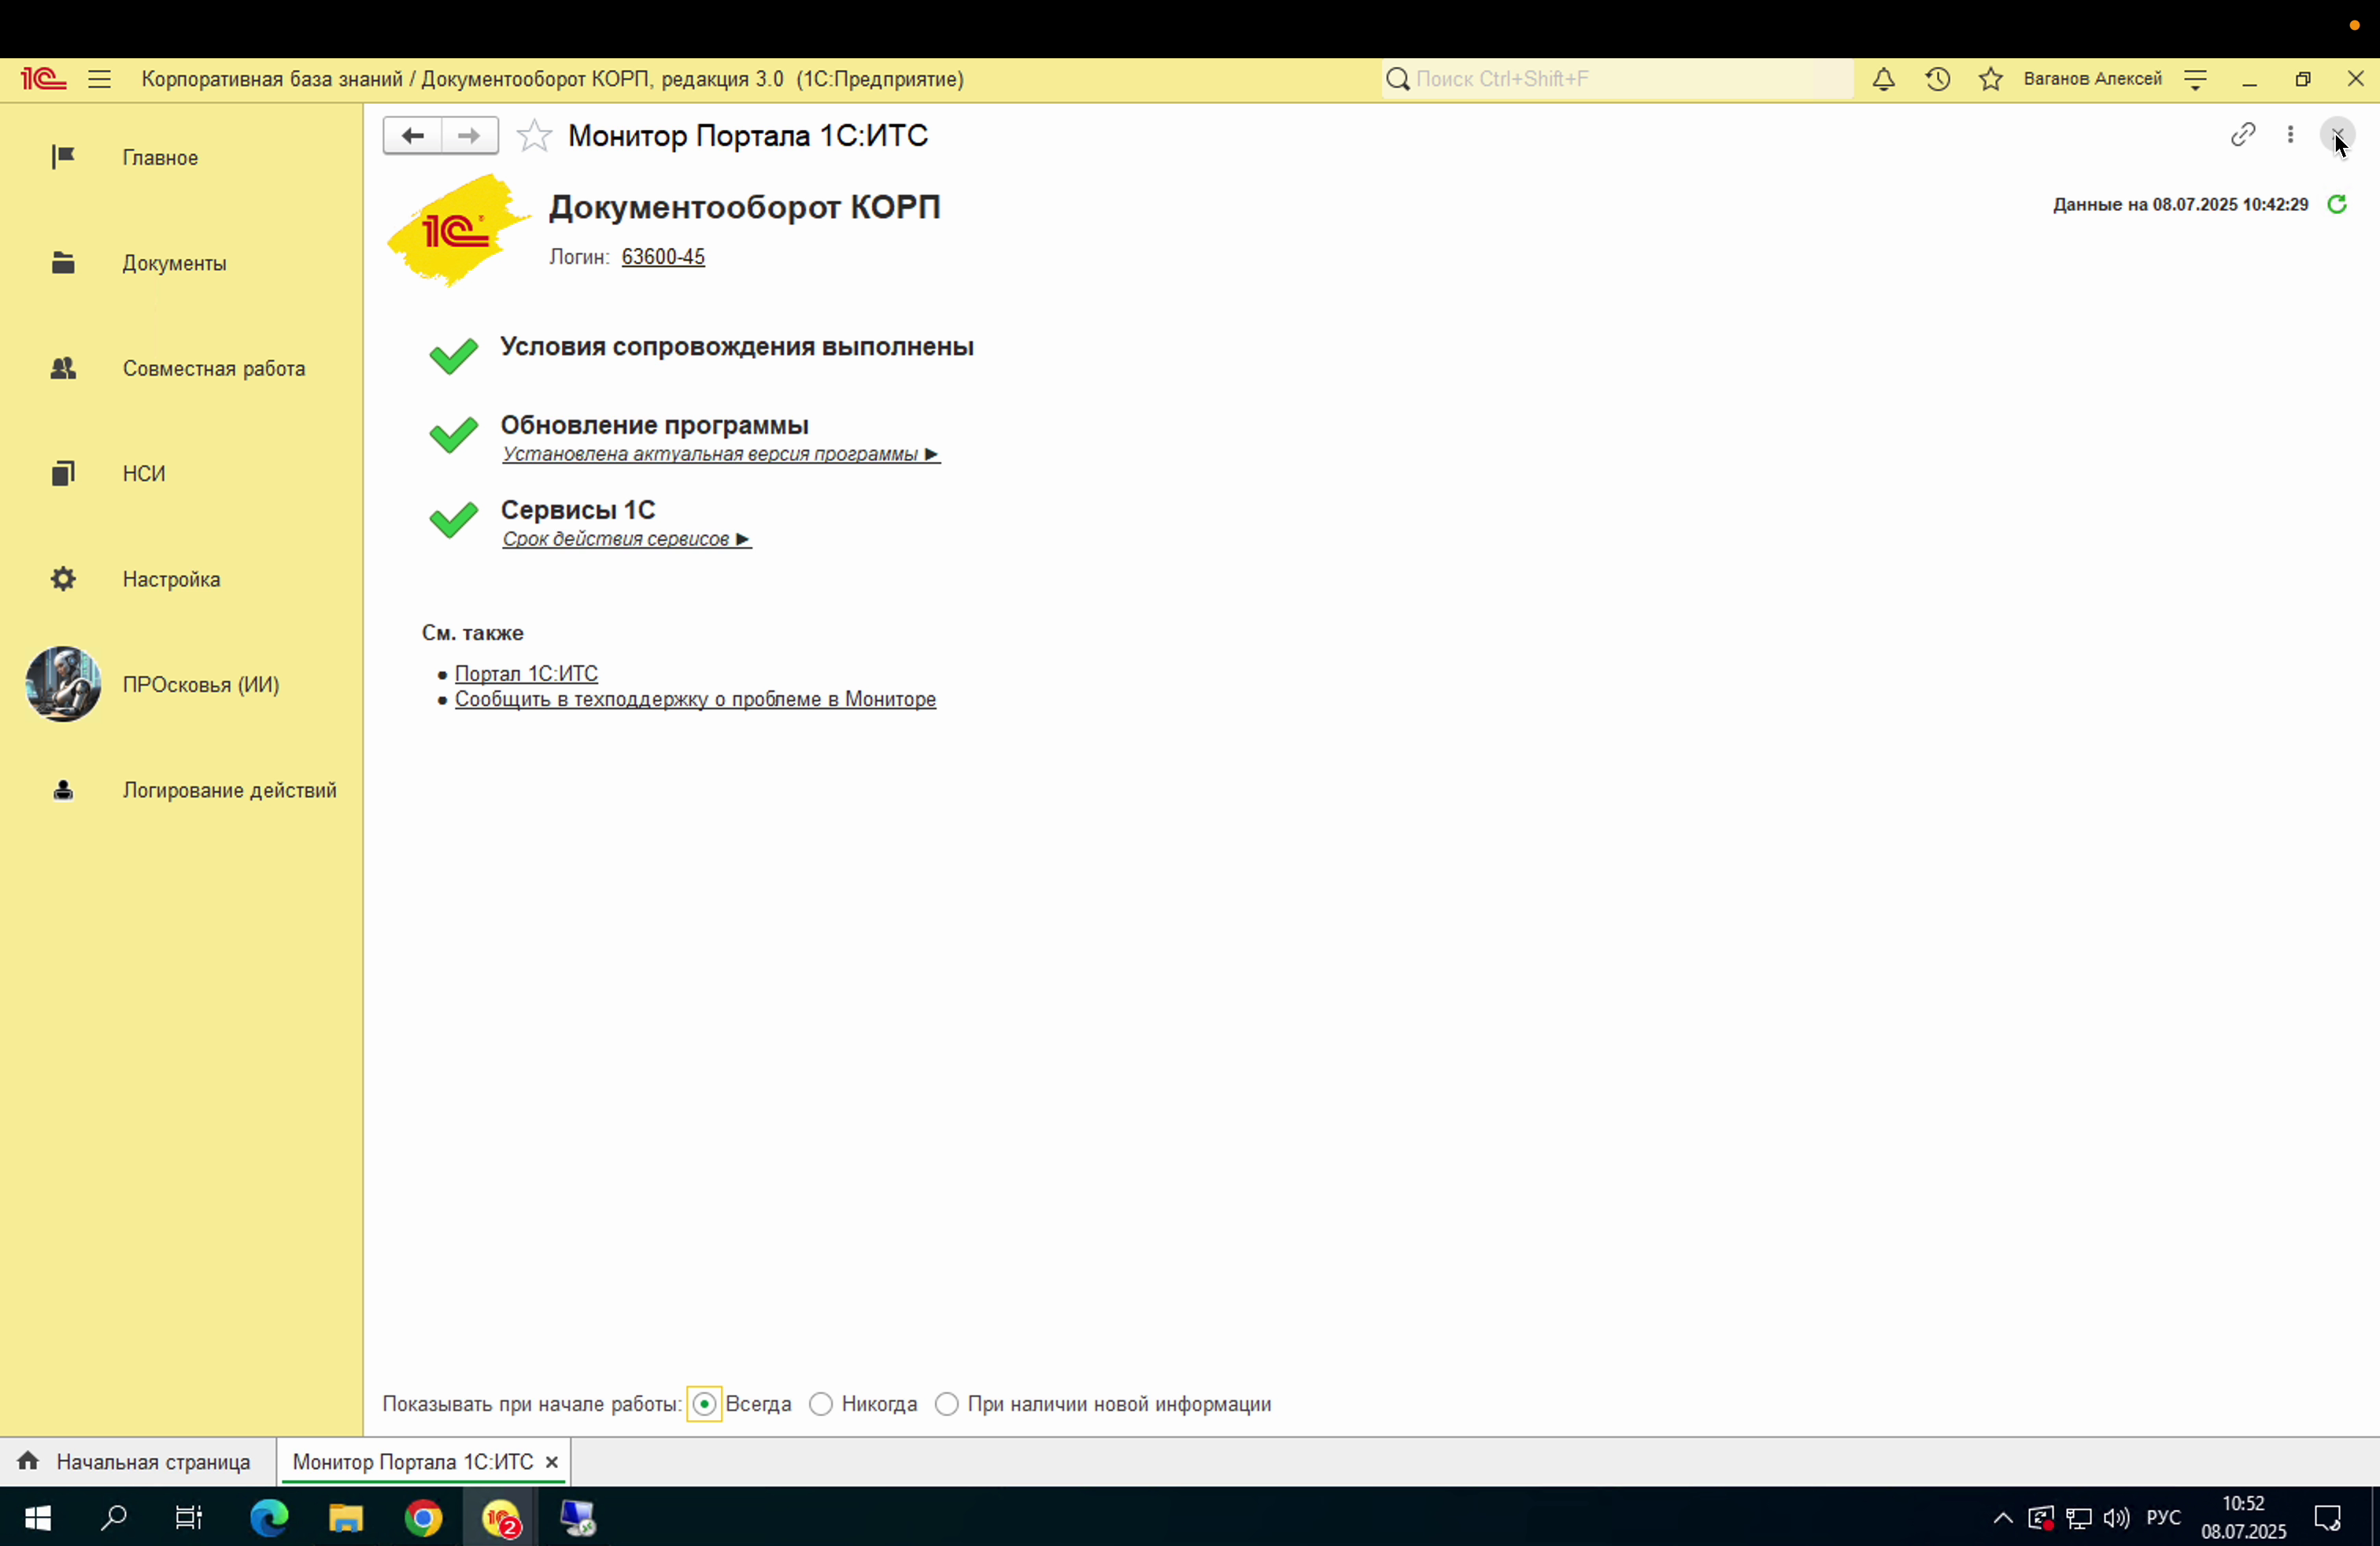 1С Корпоративная база знаний / Документооборот КОРП, редакция 3.0 (1С:Предприятие) Поиск Ctrl+Shift+F Ваганов Алексей
Главное
Документы
Совместная работа
НСИ
Настройка
ПРОсковья (ИИ)
Логирование действий
Монитор Портала 1С:ИТС
1С
Документооборот КОРП
Данные на 08.07.2025 10:42:29
Логин: 63600-45
Условия сопровождения выполнены
Обновление программы
Установлена актуальная версия программы ►
Сервисы 1С
Срок действия сервисов ►
См. также
• Портал 1С:ИТС
• Сообщить в техподдержку о проблеме в Мониторе
Показывать при начале работы: Всегда Никогда При наличии новой информации
Начальная страница Монитор Портала 1С:ИТС ×
1С 2 РУС 10:52
08.07.2025